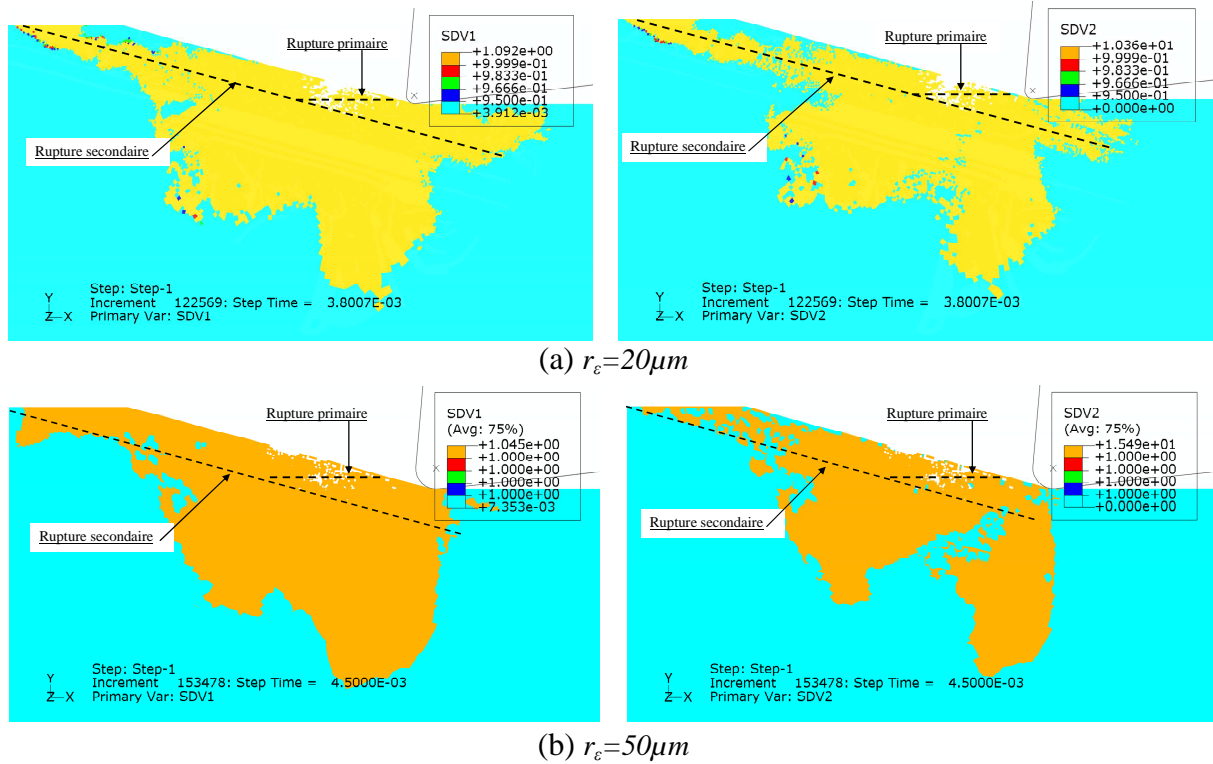 Rupture primaire
SDV1
+1.092e+00
+9.999e-01
+9.833e-01
+9.666e-01
+9.500e-01
+3.912e-03
Rupture secondaire
Step: Step-1
Increment 122569: Step Time = 3.8007E-03
Primary Var: SDV1
Y
Z X
Rupture primaire
SDV2
+1.036e+01
+9.999e-01
+9.833e-01
+9.666e-01
+9.500e-01
+0.000e+00
Rupture secondaire
Step: Step-1
Increment 122569: Step Time = 3.8007E-03
Primary Var: SDV2
Y
Z X
(a) rε=20μm
Rupture primaire
SDV1
(Avg: 75%)
+1.045e+00
+1.000e+00
+1.000e+00
+1.000e+00
+1.000e+00
+7.353e-03
Rupture secondaire
Step: Step-1
Increment 153478: Step Time = 4.5000E-03
Primary Var: SDV1
Y
Z X
Rupture primaire
SDV2
(Avg: 75%)
+1.549e+01
+1.000e+00
+1.000e+00
+1.000e+00
+1.000e+00
+0.000e+00
Rupture secondaire
Step: Step-1
Increment 153478: Step Time = 4.5000E-03
Primary Var: SDV2
Y
Z X
(b) rε=50μm